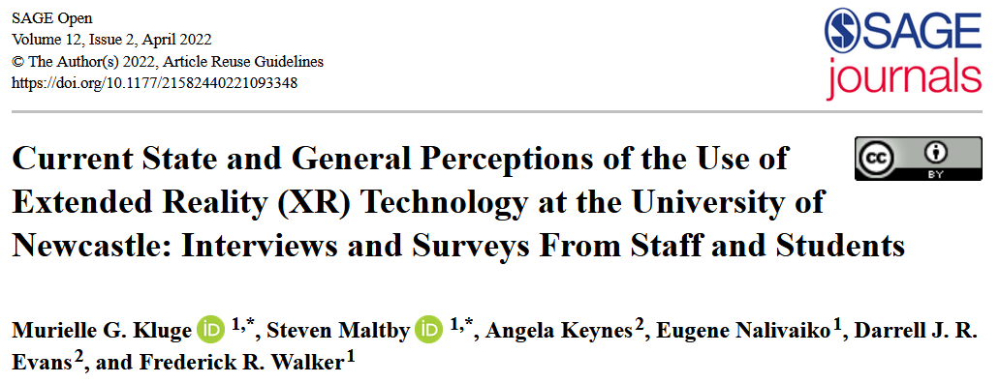 SAGE Open
Volume 12, Issue 2, April 2022
© The Author(s) 2022, Article Reuse Guidelines
https://doi.org/10.1177/21582440221093348
SAGE
journals
cc
BY
Current State and General Perceptions of the Use of
Extended Reality (XR) Technology at the University of
Newcastle: Interviews and Surveys From Staff and Students
Murielle G. Kluge iD 1,*, Steven Maltby iD 1,*, Angela Keynes2, Eugene Nalivaiko1, Darrell J. R.
Evans2, and Frederick R. Walker1